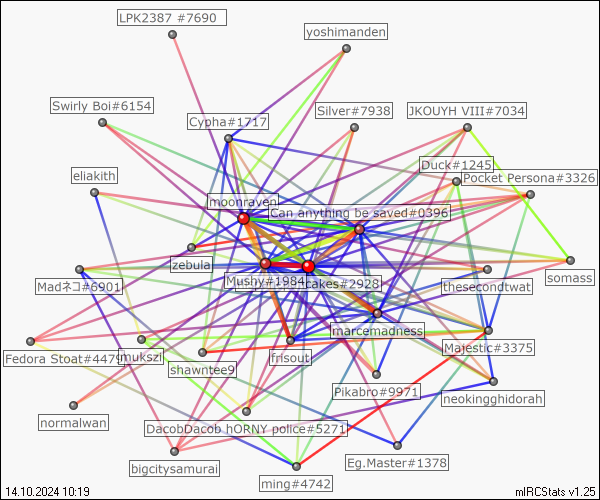 LPK2387 #7690
yoshimanden
Swirly Boi#6154
Cypha#1717
Silver#7938
JKOUYH VIII#7034
Duck#1245
eliakith
Pocket Persona#3326
moonraven
Can anything be saved#0396
zebula
somass
Mushy#1984
cakes#2928
thesecondtwat
Madネコ#6901
marcemadness
Fedora Stoat#4475
mukszi
frisout
Majestic#3375
shawntee9
Pikabro#9971
neokingghidorah
normalwan
DacobDacob hORNY police#5271
bigcitysamurai
Eg.Master#1378
ming#4742
14.10.2024 10:19
mIRCStats v1.25